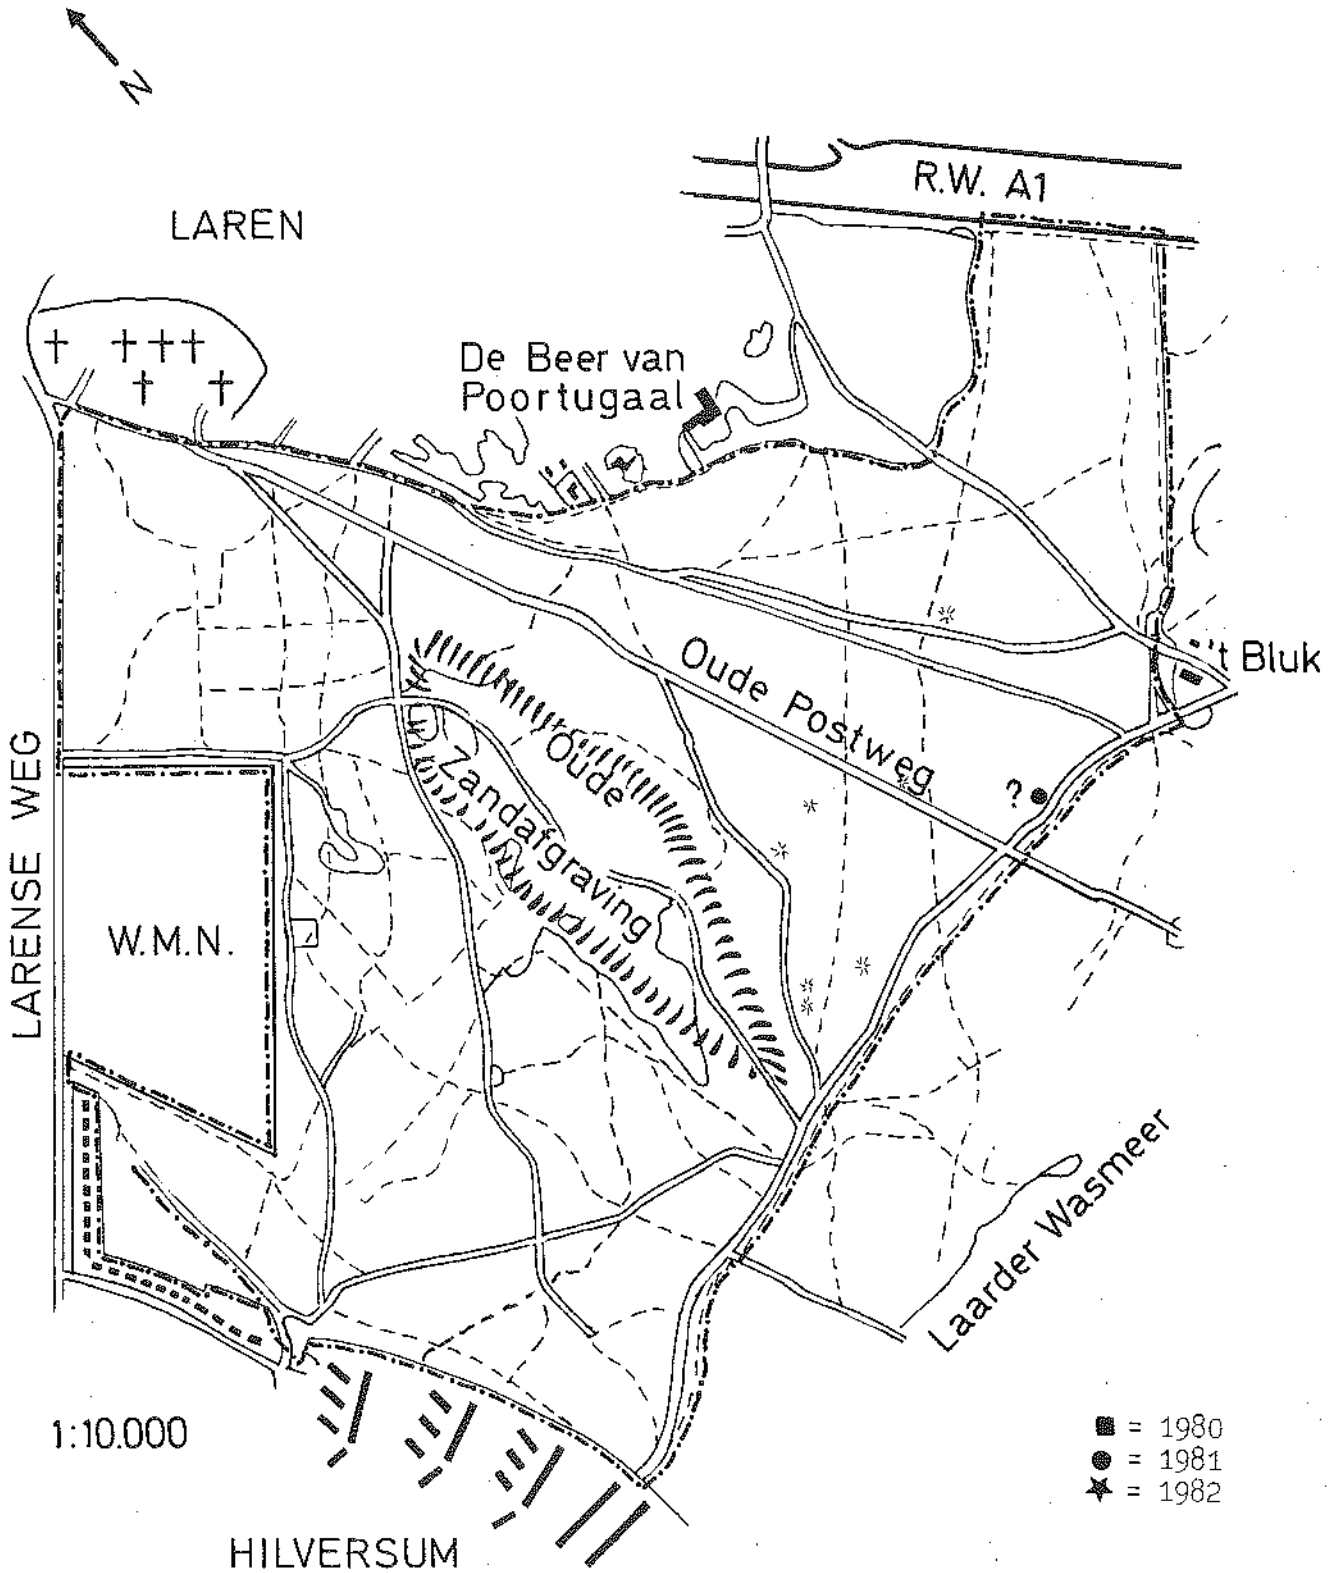 N
R.W. A1
LAREN
De Beer van
Poortugaal
't Bluk
Oude Postweg
Oude
Zandafgraving
?
LARENSE WEG
W.M.N.
Laarder Wasmeer
1:10.000
= 1980
= 1981
= 1982
HILVERSUM